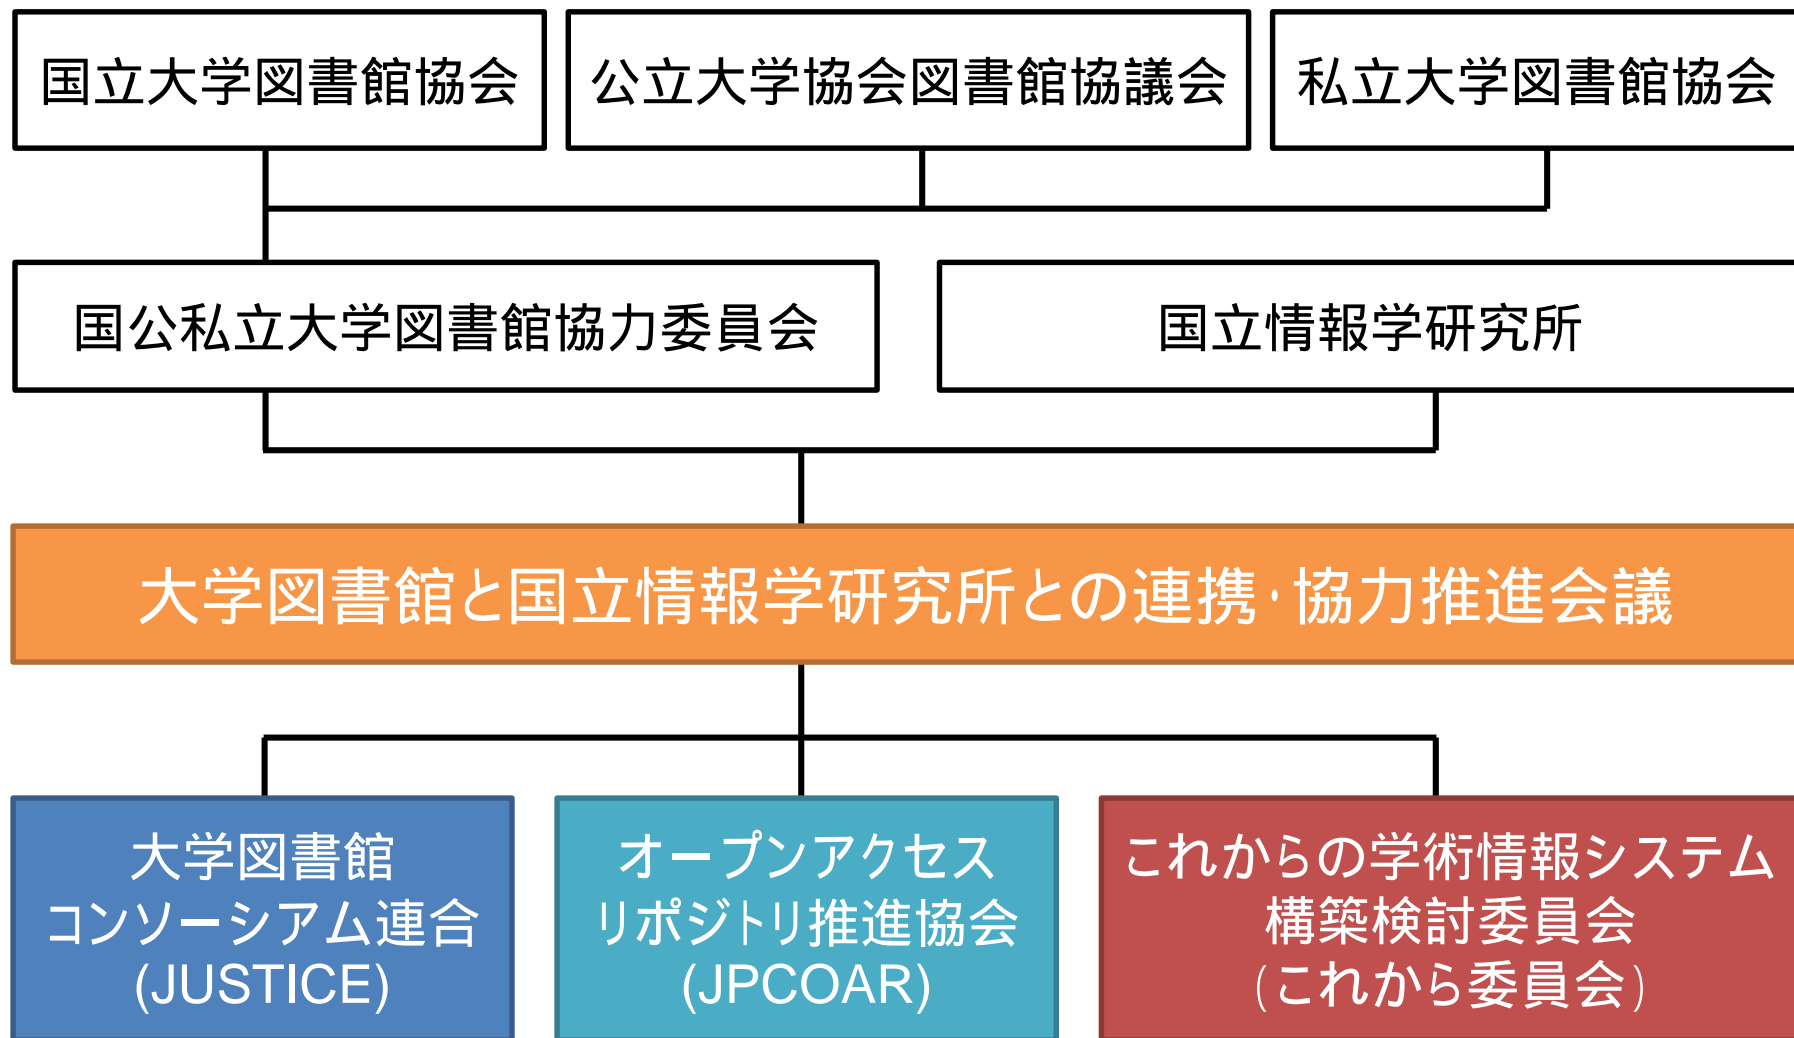 国立大学図書館協会
公立大学協会図書館協議会
私立大学図書館協会
国公私立大学図書館協力委員会
国立情報学研究所
大学図書館と国立情報学研究所との連携・協力推進会議
大学図書館
コンソーシアム連合
(JUSTICE)
オープンアクセス
リポジトリ推進協会
(JPCOAR)
これからの学術情報システム
構築検討委員会
(これから委員会)